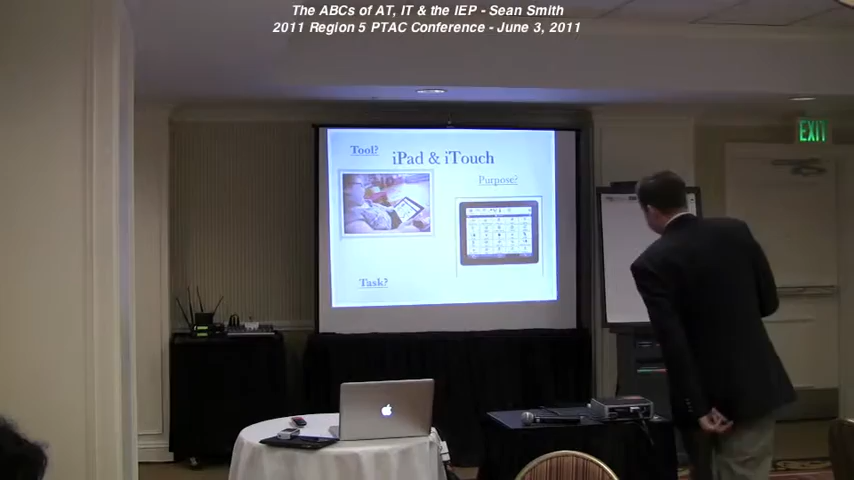 The ABCs of AT, IT & the IEP - Sean Smith
2011 Region 5 PTAC Conference - June 3, 2011
Tool?
iPad & iTouch
Purpose?
Task?
EXIT